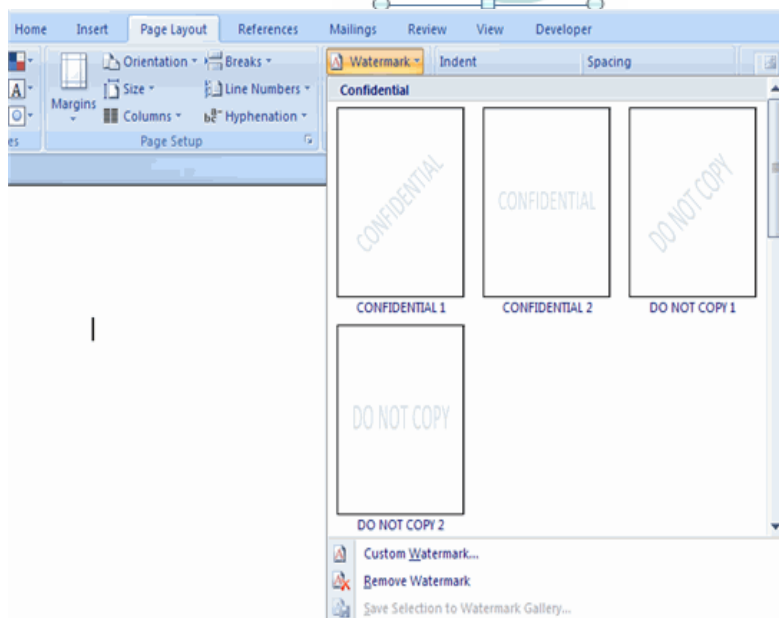 Home Insert Page Layout References Mailings Review View Developer
Orientation Breaks Watermark Indent Spacing
A Size Line Numbers
Margins
Columns Hyphenation
es Page Setup
Confidential
CONFIDENTIAL CONFIDENTIAL DO NOT COPY
CONFIDENTIAL 1 CONFIDENTIAL 2 DO NOT COPY 1
DO NOT COPY
DO NOT COPY 2
Custom Watermark...
Remove Watermark
Save Selection to Watermark Gallery...